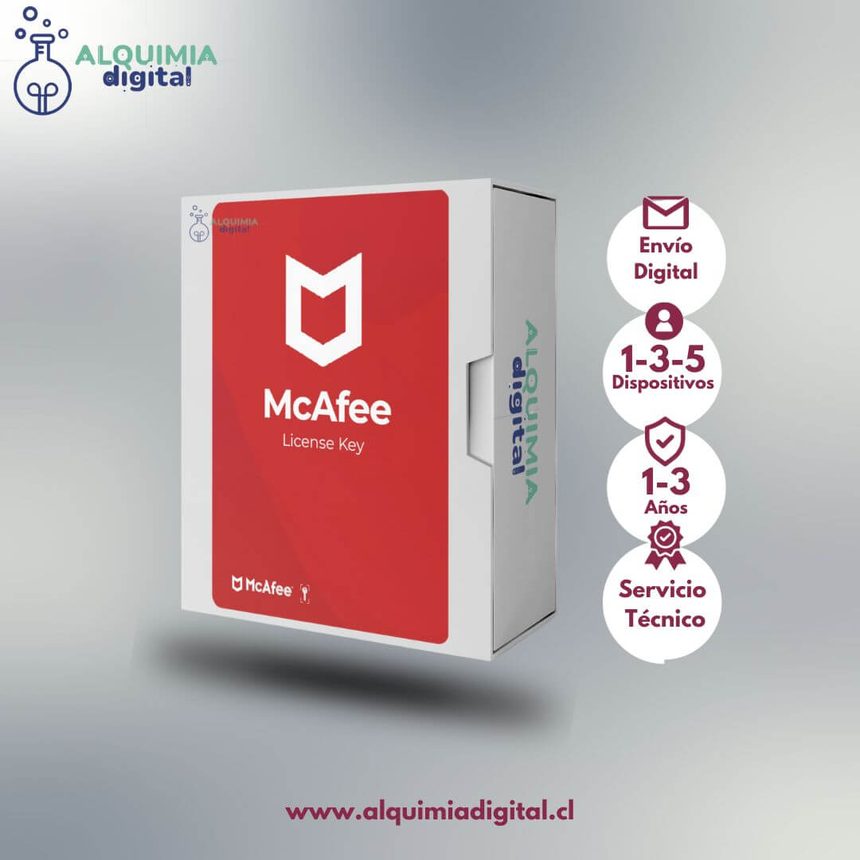 ALQUIMIA
digital
ALQUIMIA
digital
McAfee
License Key
McAfee
ALQUIMIA
digital
Envío
Digital
1-3-5
Dispositivos
1-3
Años
Servicio
Técnico
www.alquimiadigital.cl